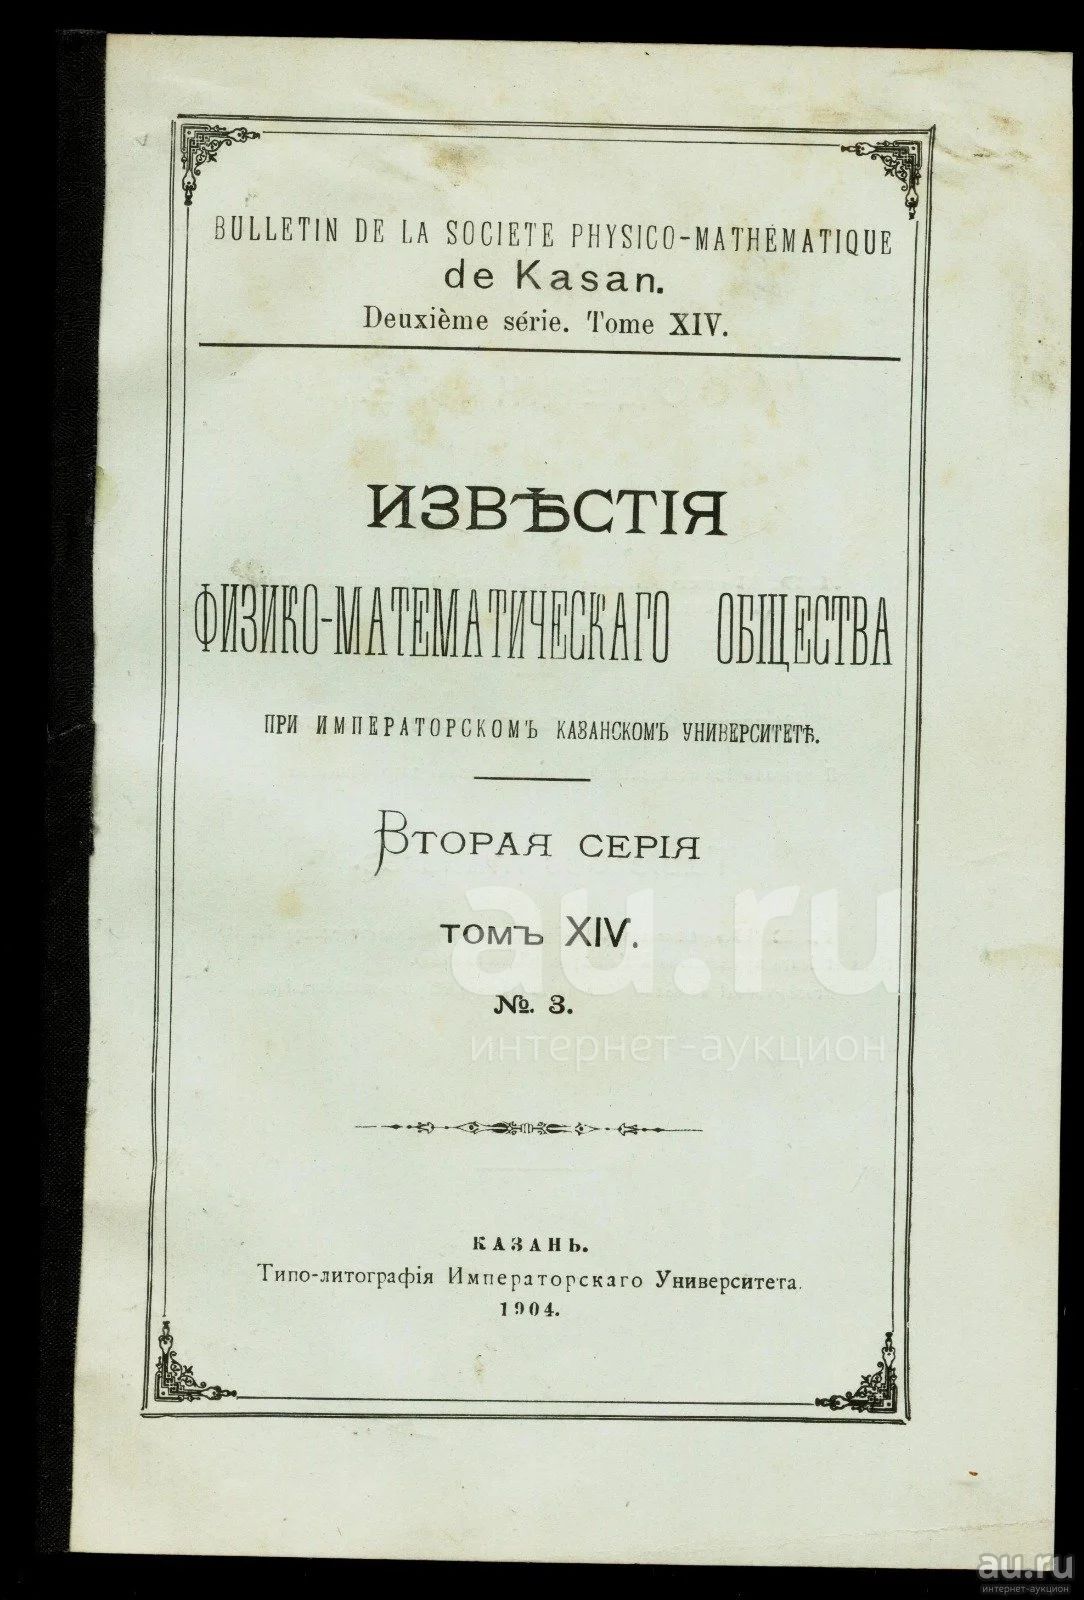 BULLETIN DE LA SOCIETE PHYSICO-MATHÉMATIQUE
de Kasan.
Deuxième série. Tome XIV.
ИЗВѢСТІЯ
ФИЗИКО-МАТЕМАТИЧЕСКАГО ОБЩЕСТВА
ПРИ ИМПЕРАТОРСКОМЪ КАЗАНСКОМЪ УНИВЕРСИТЕТѢ.
ВТОРАЯ СЕРІЯ
ТОМЪ XIV.
№. 3.
au.ru
интернет-аукцион
КАЗАНЬ.
Типо-литографія Императорскаго Университета.
1904.
au.ru
интернет-аукцион